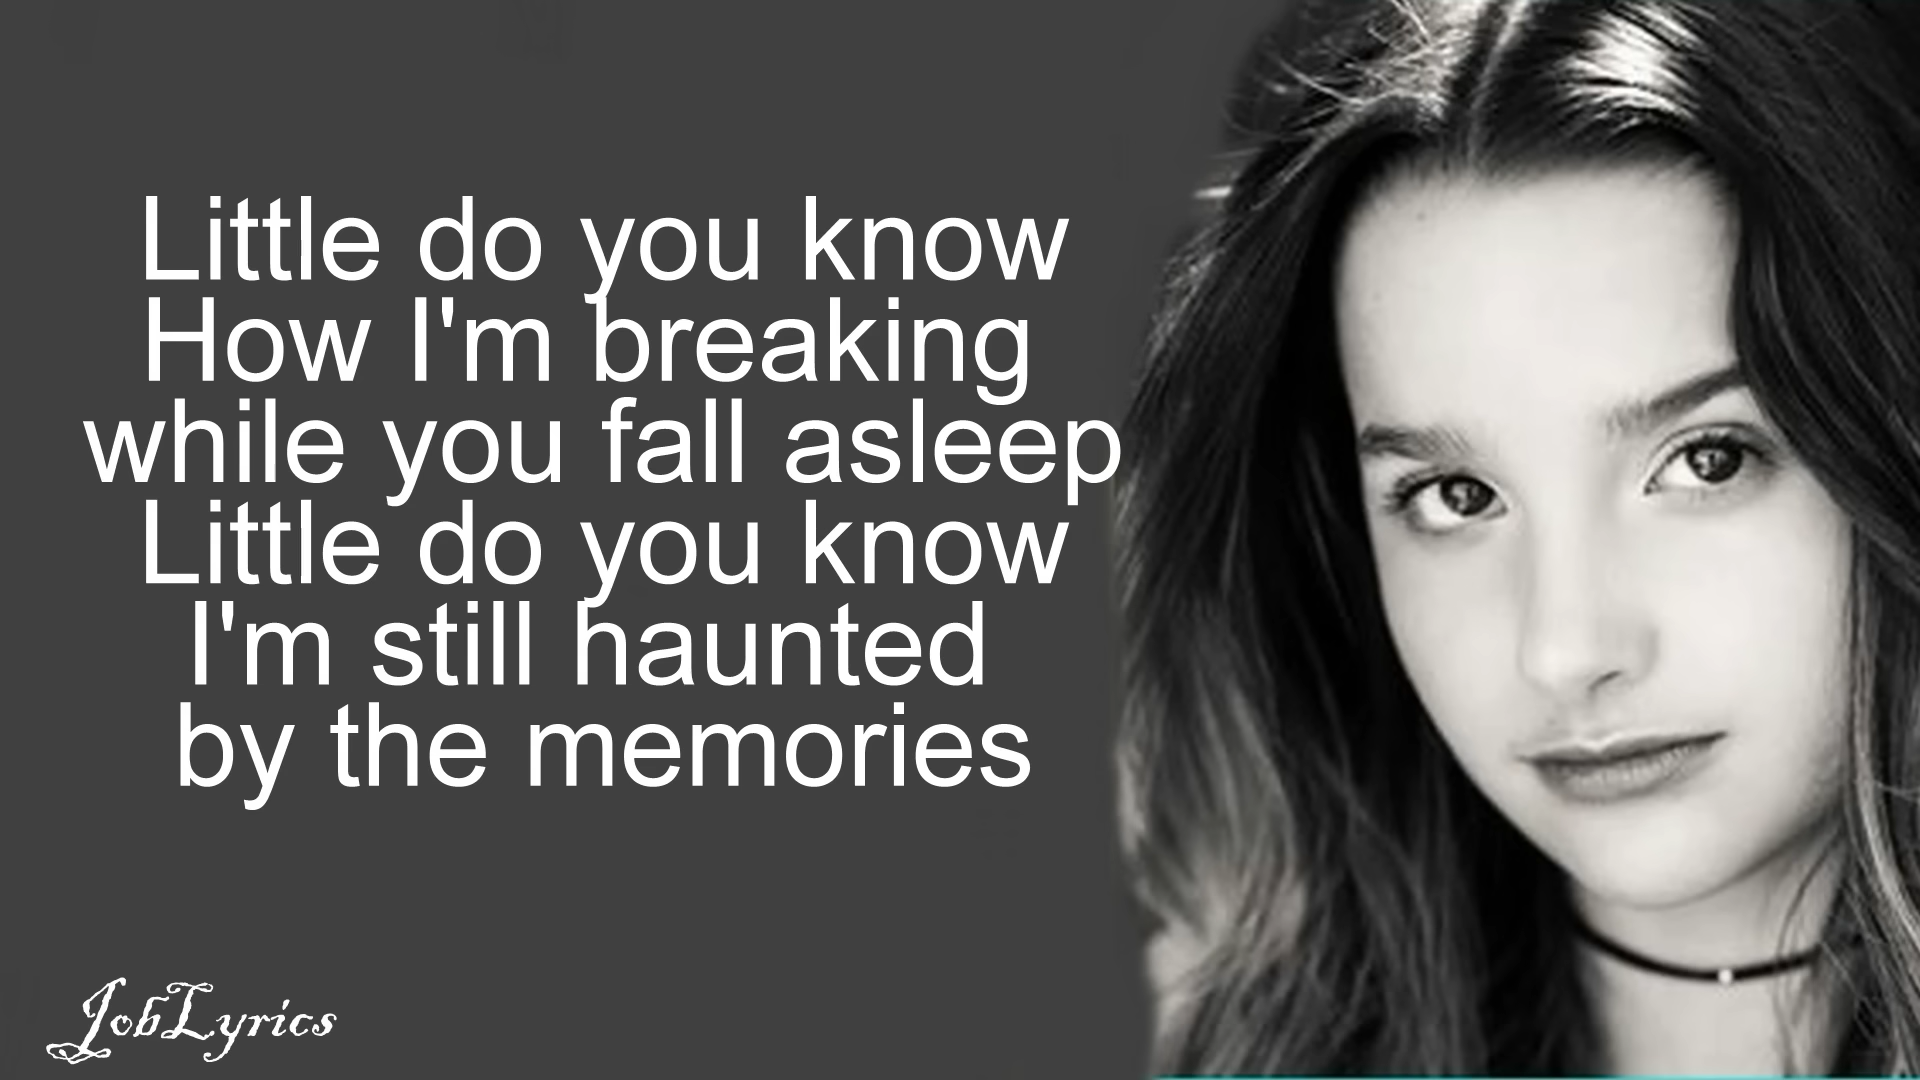 Little do you know
How I'm breaking
while you fall asleep
Little do you know
I'm still haunted
by the memories
JobLyrics